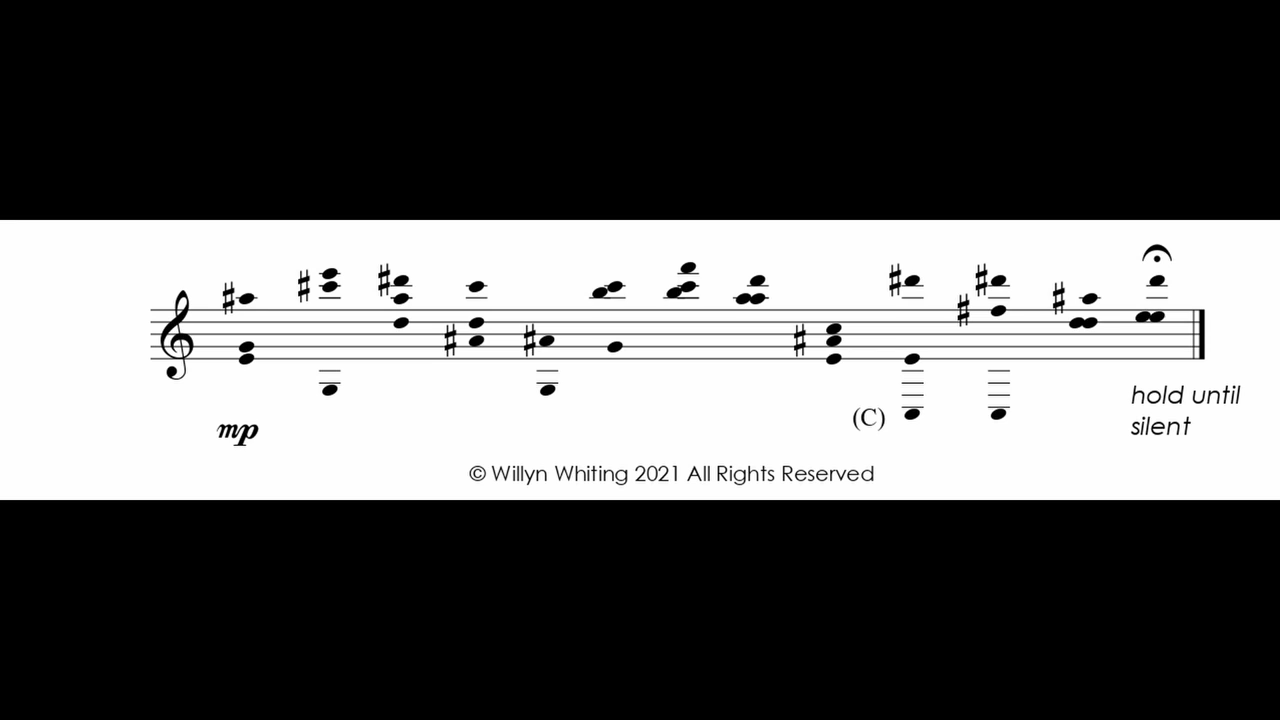 mp
(C)
hold until
silent
© Willyn Whiting 2021 All Rights Reserved